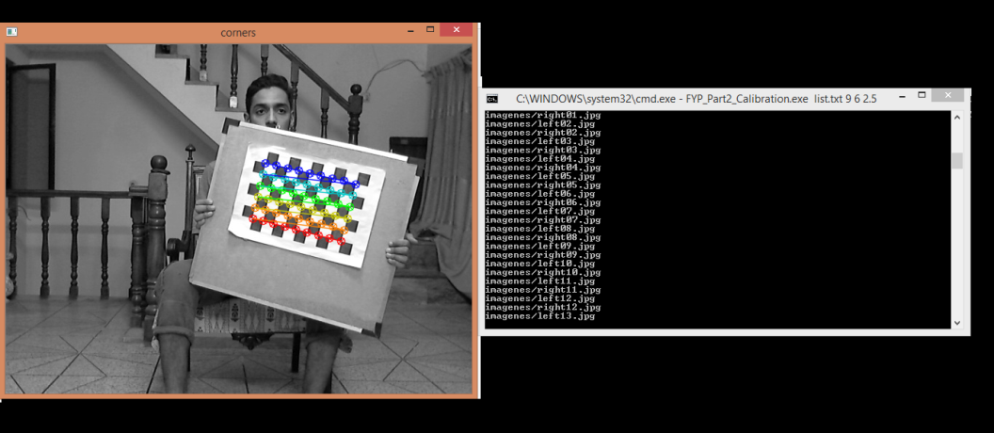 corners
C:\WINDOWS\system32\cmd.exe - FYP_Part2_Calibration.exe list.txt 9 6 2.5
imagenes/right01.jpg
imagenes/left02.jpg
imagenes/right02.jpg
imagenes/left03.jpg
imagenes/right03.jpg
imagenes/left04.jpg
imagenes/right04.jpg
imagenes/left05.jpg
imagenes/right05.jpg
imagenes/left06.jpg
imagenes/right06.jpg
imagenes/left07.jpg
imagenes/right07.jpg
imagenes/left08.jpg
imagenes/right08.jpg
imagenes/left09.jpg
imagenes/right09.jpg
imagenes/left10.jpg
imagenes/right10.jpg
imagenes/left11.jpg
imagenes/right11.jpg
imagenes/left12.jpg
imagenes/right12.jpg
imagenes/left13.jpg